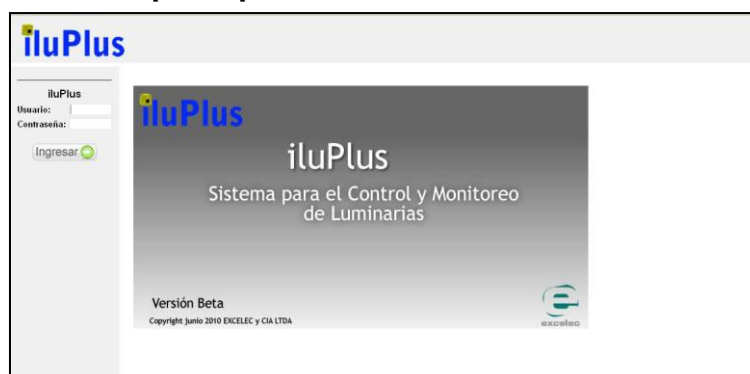 iluPlus
iluPlus
Usuario:
Contraseña:
Ingresar
iluPlus
iluPlus
Sistema para el Control y Monitoreo
de Luminarias
Versión Beta
Copyright junio 2010 EXCELEC y CIA LTDA
excelec